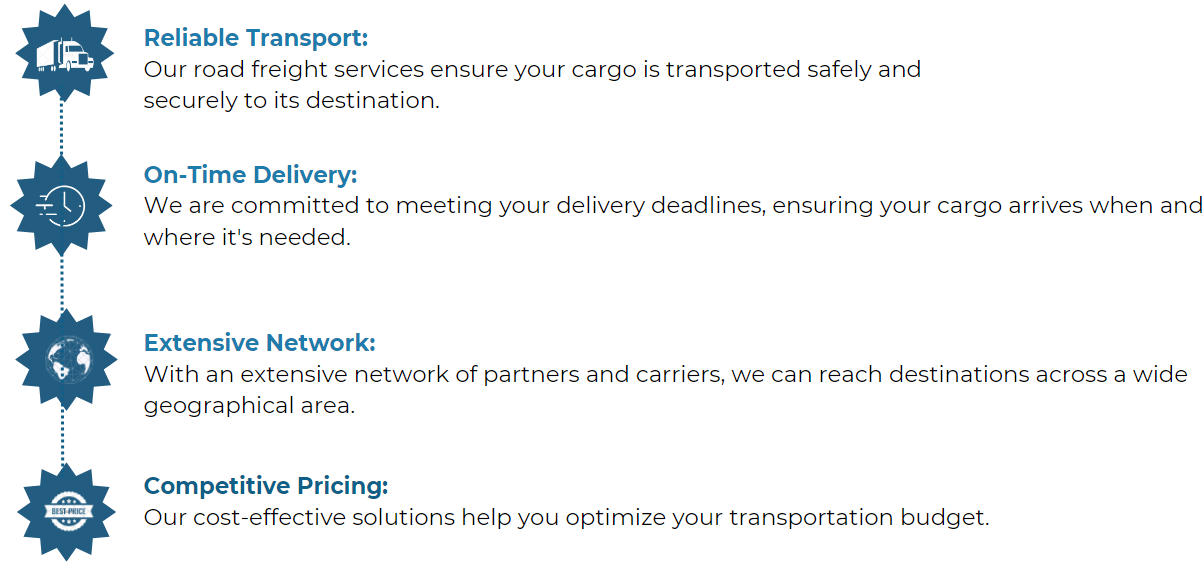 Reliable Transport:
Our road freight services ensure your cargo is transported safely and
securely to its destination.
On-Time Delivery:
We are committed to meeting your delivery deadlines, ensuring your cargo arrives when and
where it's needed.
Extensive Network:
With an extensive network of partners and carriers, we can reach destinations across a wide
geographical area.
Competitive Pricing:
BEST-PRICE
Our cost-effective solutions help you optimize your transportation budget.